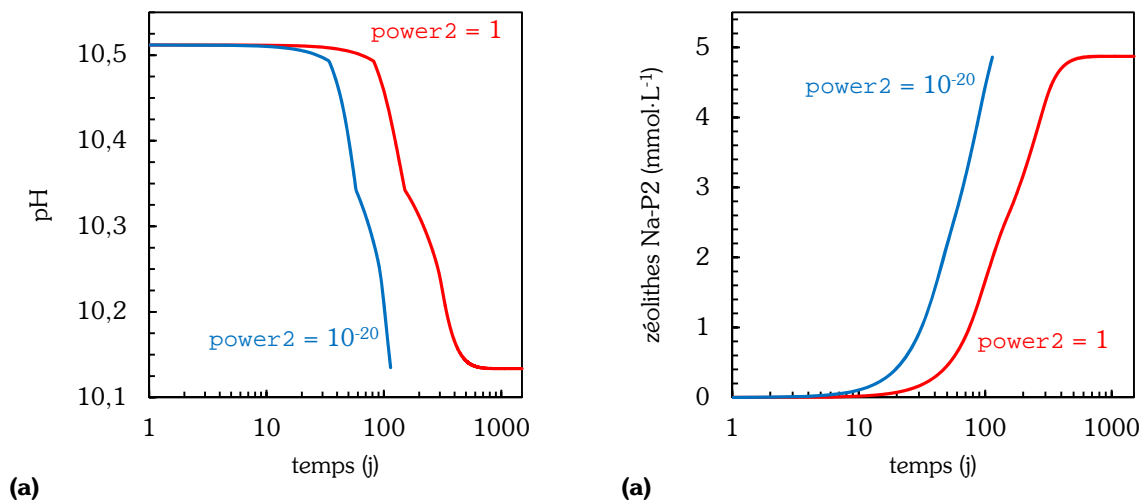 power2 = 1
10,5
10,4
10,3
10,2
10,1
pH
power2 = 10-20
1
10
100
1000
temps (j)
(a)
5
4
3
2
1
0
zéolithes Na-P2 (mmol·L-1)
power2 = 10-20
power2 = 1
1
10
100
1000
temps (j)
(a)